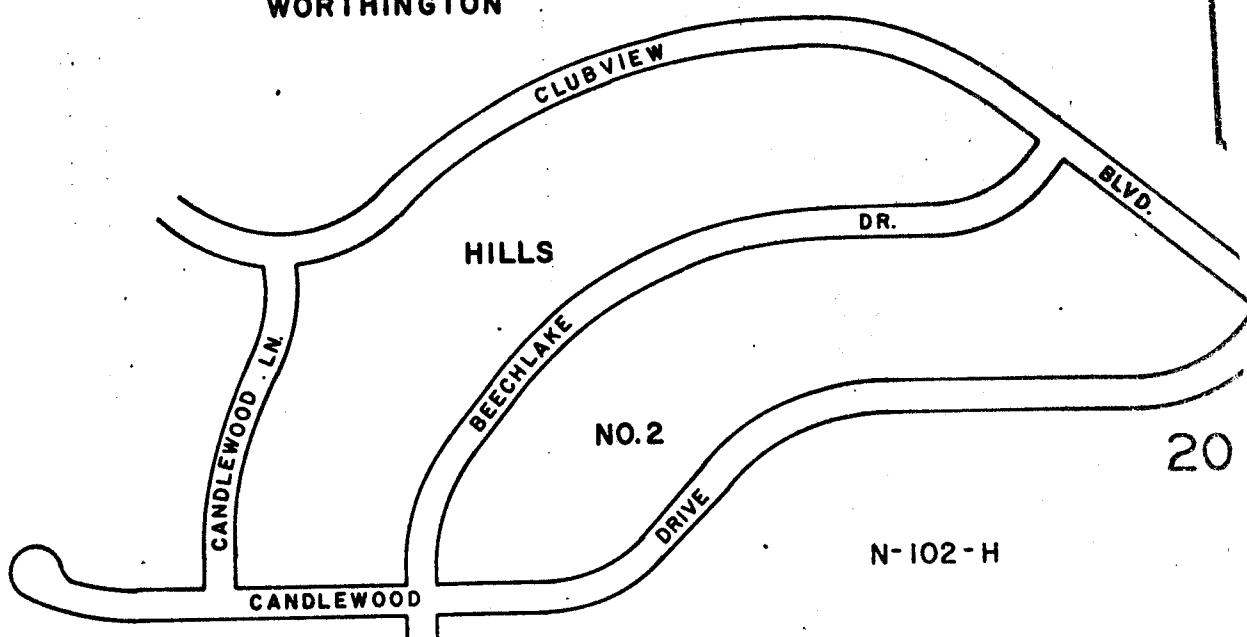 WORTHINGTON
CLUBVIEW
BLVD.
DR.
HILLS
CANDLEWOOD LN.
BEECHLAKE
NO. 2
20
DRIVE
N-102-H
CANDLEWOOD